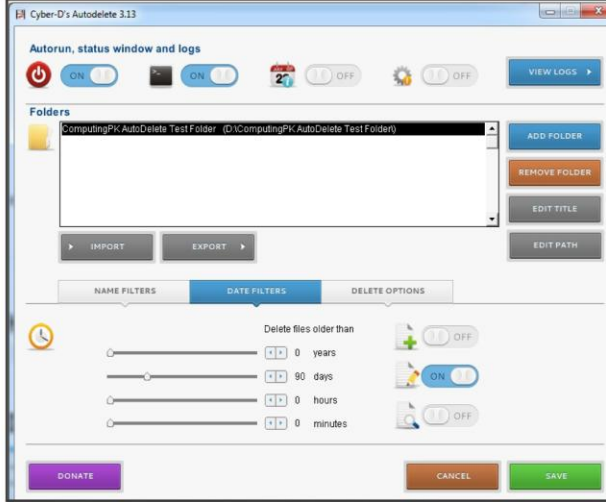 Cyber-D's Autodelete 3.13
Autorun, status window and logs
ON ON OFF OFF VIEW LOGS
Folders
ComputingPK AutoDelete Test Folder (D:\ComputingPK AutoDelete Test Folder\)
ADD FOLDER
REMOVE FOLDER
EDIT TITLE
IMPORT EXPORT EDIT PATH
NAME FILTERS DATE FILTERS DELETE OPTIONS
Delete files older than
OFF
0 years
90 days ON
0 hours
OFF
0 minutes
DONATE CANCEL SAVE